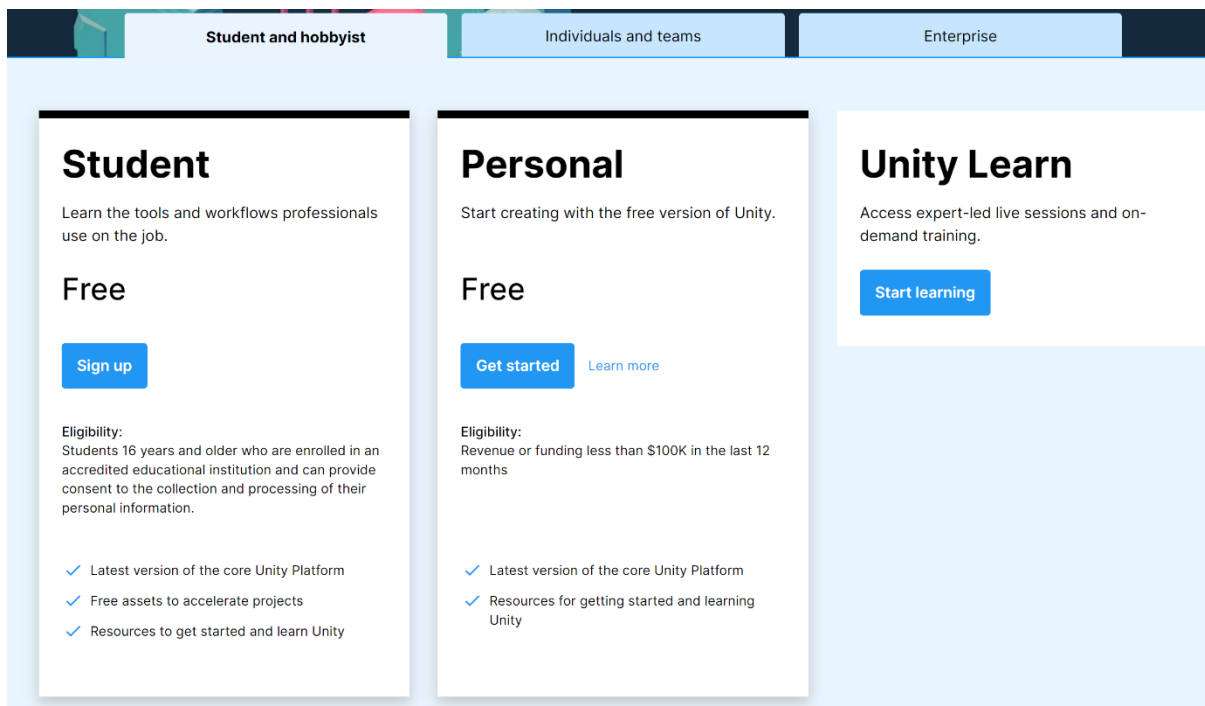 Student and hobbyist
Individuals and teams
Enterprise
Student
Learn the tools and workflows professionals
use on the job.
Free
Sign up
Eligibility:
Students 16 years and older who are enrolled in an
accredited educational institution and can provide
consent to the collection and processing of their
personal information.
Latest version of the core Unity Platform
Free assets to accelerate projects
Resources to get started and learn Unity
Personal
Start creating with the free version of Unity.
Free
Get started
Learn more
Eligibility:
Revenue or funding less than $100K in the last 12
months
Latest version of the core Unity Platform
Resources for getting started and learning
Unity
Unity Learn
Access expert-led live sessions and on-
demand training.
Start learning